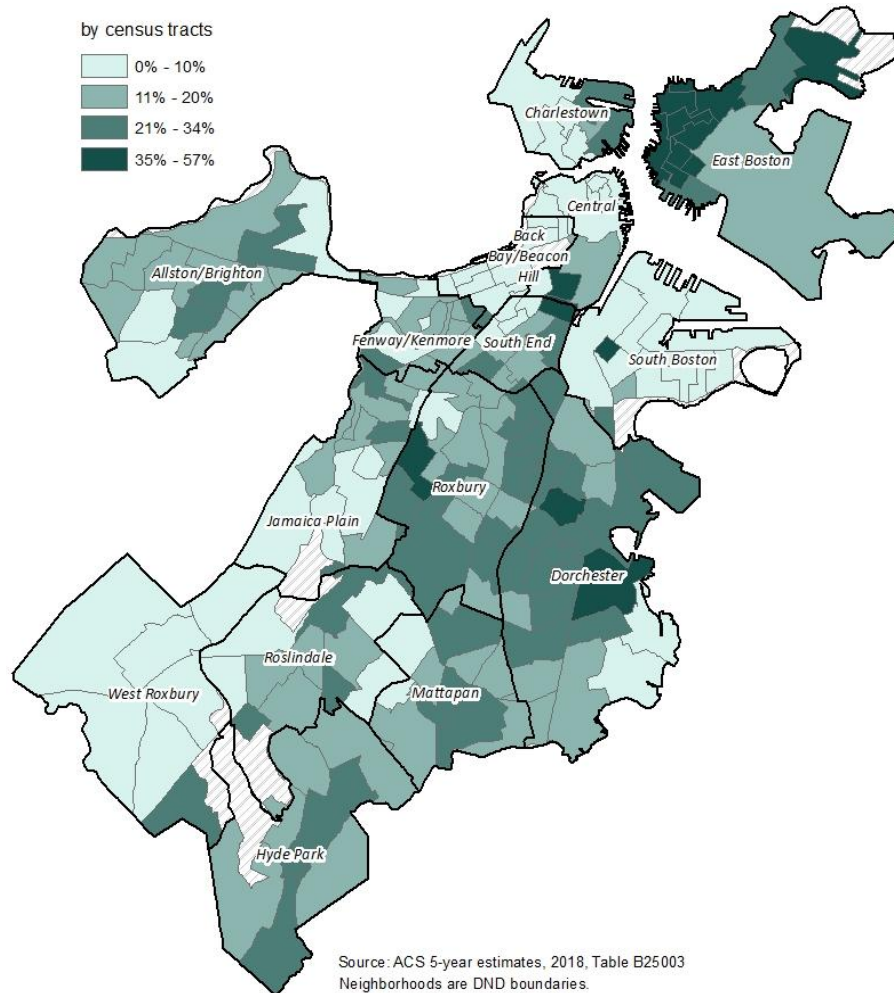 by census tracts
0% - 10%
11% - 20%
21% - 34%
35% - 57%
Charlestown
East Boston
Central
Back
Bay/Beacon
Hill
Allston/Brighton
Fenway/Kenmore
South End
South Boston
Roxbury
Jamaica Plain
Dorchester
Roslindale
West Roxbury
Mattapan
Hyde Park
Source: ACS 5-year estimates, 2018, Table B25003
Neighborhoods are DND boundaries.